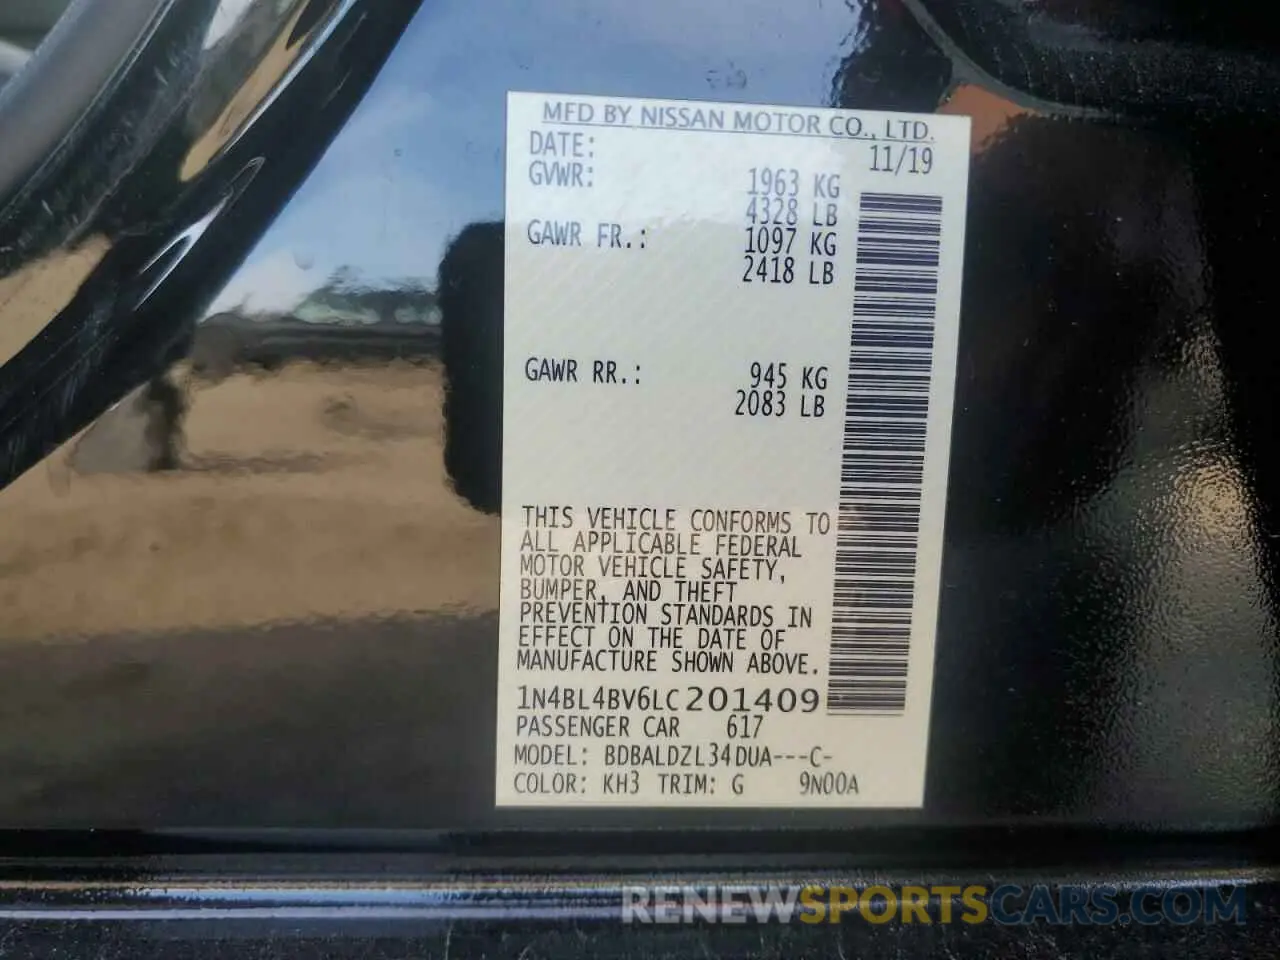 MFD BY NISSAN MOTOR CO., LTD.
DATE: 11/19
GVWR: 1963 KG
4328 LB
GAWR FR.: 1097 KG
2418 LB
GAWR RR.: 945 KG
2083 LB
THIS VEHICLE CONFORMS TO
ALL APPLICABLE FEDERAL
MOTOR VEHICLE SAFETY,
BUMPER, AND THEFT
PREVENTION STANDARDS IN
EFFECT ON THE DATE OF
MANUFACTURE SHOWN ABOVE.
1N4BL4BV6LC201409
PASSENGER CAR 617
MODEL: BDBALDZL34DUA---C-
COLOR: KH3 TRIM: G 9N00A
RENEWSPORTSCARS.COM